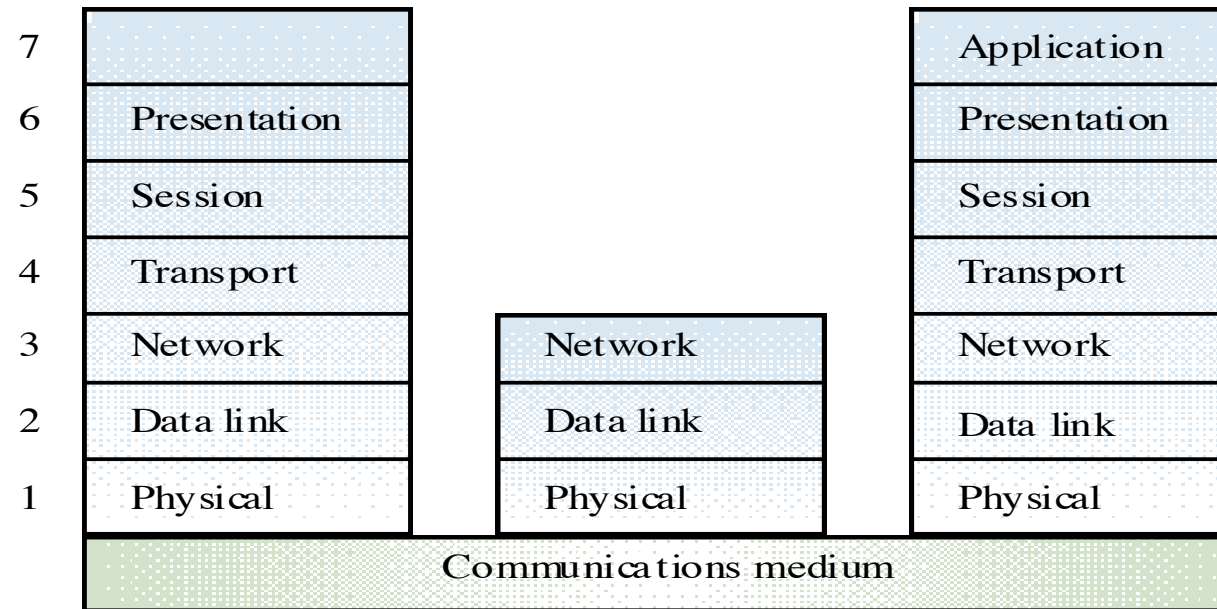 7 Application
6 Presentation Presentation
5 Session Session
4 Transport Transport
3 Network Network Network
2 Data link Data link Data link
1 Physical Physical Physical
Communications medium